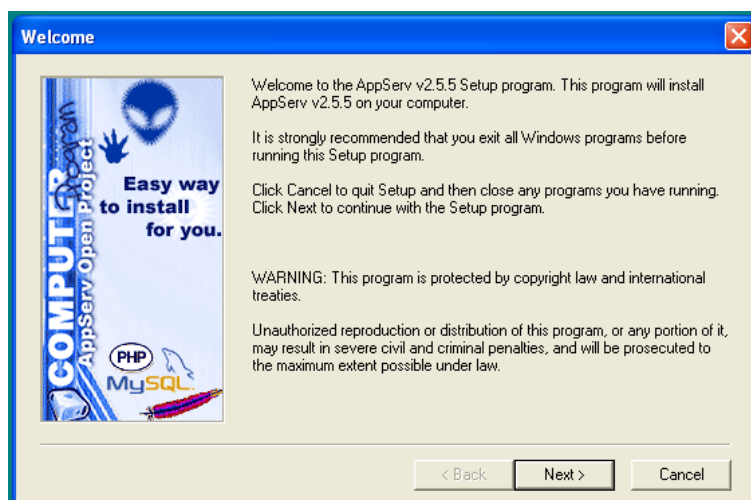 Welcome
COMPUTER
Program
AppServ Open Project
Easy way
to install
for you.
PHP
MySQL
Welcome to the AppServ v2.5.5 Setup program. This program will install
AppServ v2.5.5 on your computer.
It is strongly recommended that you exit all Windows programs before
running this Setup program.
Click Cancel to quit Setup and then close any programs you have running.
Click Next to continue with the Setup program.
WARNING: This program is protected by copyright law and international
treaties.
Unauthorized reproduction or distribution of this program, or any portion of it,
may result in severe civil and criminal penalties, and will be prosecuted to
the maximum extent possible under law.
< Back
Next >
Cancel